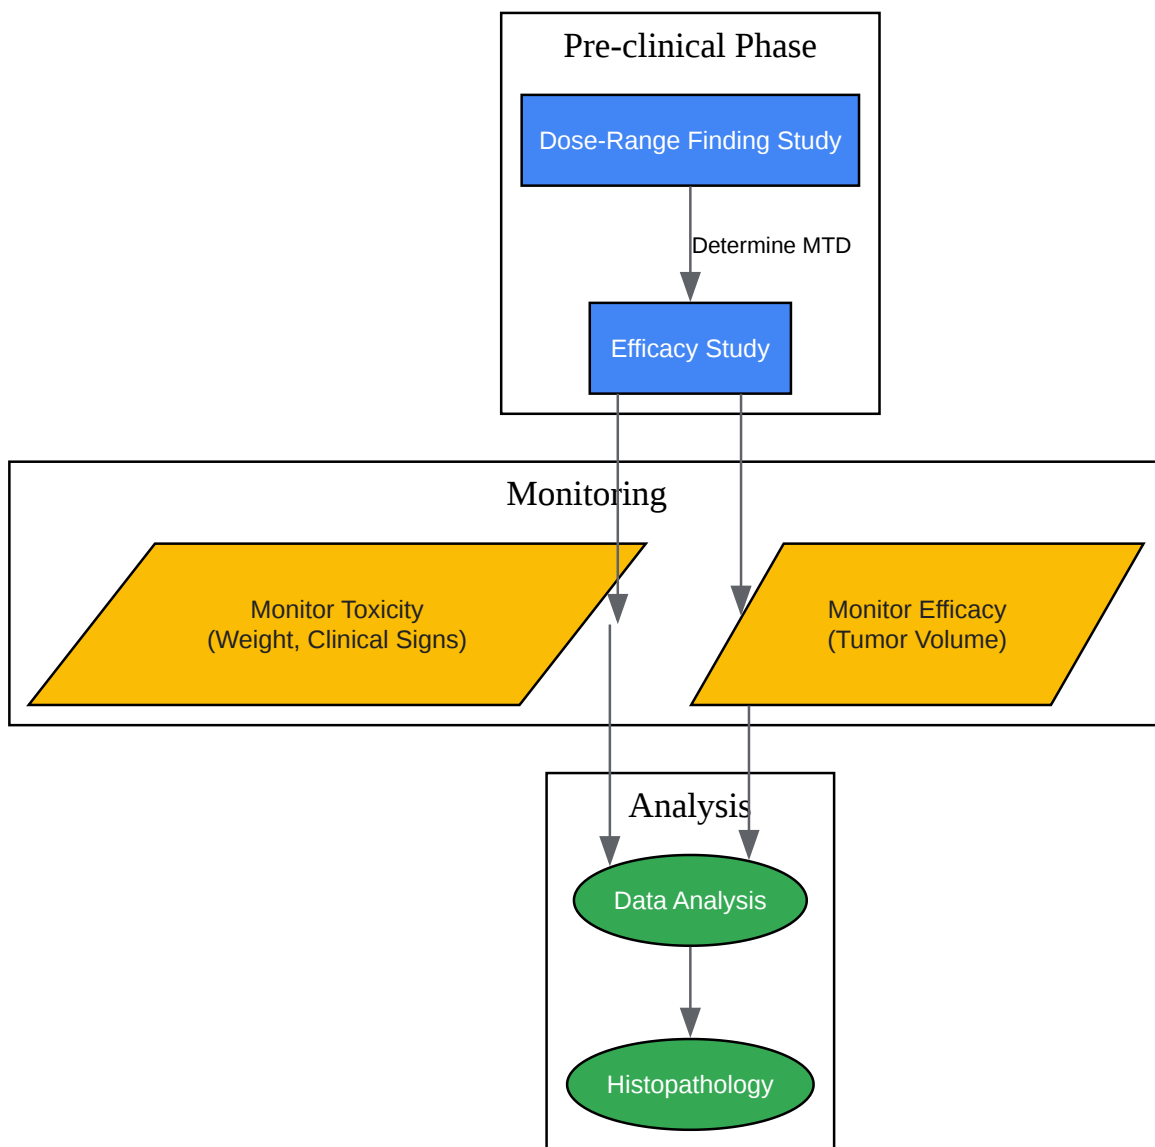 Pre-clinical Phase
Dose-Range Finding Study
Determine MTD
Efficacy Study
Monitoring
Monitor Toxicity
(Weight, Clinical Signs)
Monitor Efficacy
(Tumor Volume)
Analysis
Data Analysis
Histopathology